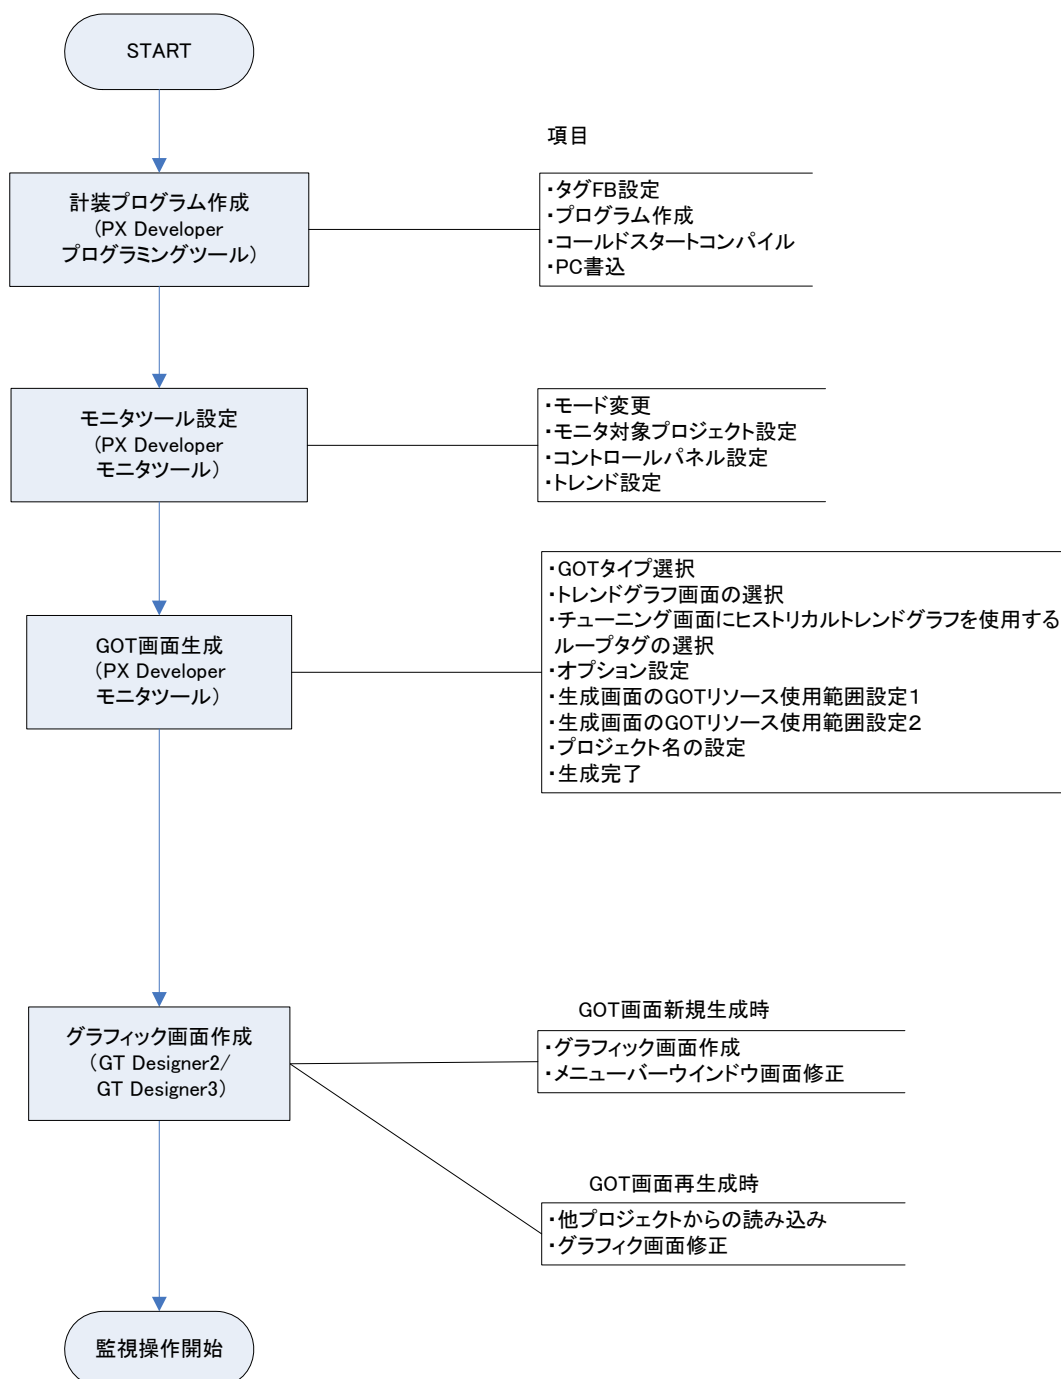 START
項目
計装プログラム作成
(PX Developer
プログラミングツール)
・タグFB設定
・プログラム作成
・コールドスタートコンパイル
・PC書込
モニタツール設定
(PX Developer
モニタツール)
・モード変更
・モニタ対象プロジェクト設定
・コントロールパネル設定
・トレンド設定
GOT画面生成
(PX Developer
モニタツール)
・GOTタイプ選択
・トレンドグラフ画面の選択
・チューニング画面にヒストリカルトレンドグラフを使用する
ループタグの選択
・オプション設定
・生成画面のGOTリソース使用範囲設定1
・生成画面のGOTリソース使用範囲設定2
・プロジェクト名の設定
・生成完了
グラフィック画面作成
(GT Designer2/
GT Designer3)
GOT画面新規生成時
・グラフィック画面作成
・メニューバーウインドウ画面修正
GOT画面再生成時
・他プロジェクトからの読み込み
・グラフィク画面修正
監視操作開始